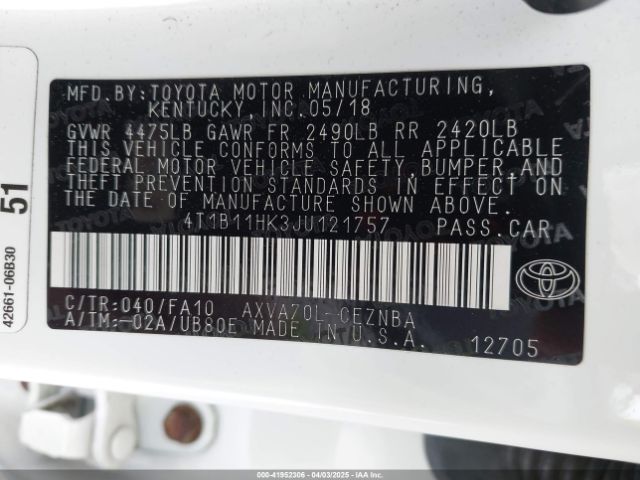 MFD.BY:TOYOTA MOTOR MANUFACTURING,
KENTUCKY,INC.05/18
GVWR 4475LB GAWR FR 2490LB RR 2420LB
THIS VEHICLE CONFORMS TO ALL APPLICABLE
FEDERAL MOTOR VEHICLE SAFETY,BUMPER,AND
THEFT PREVENTION STANDARDS IN EFFECT ON
THE DATE OF MANUFACTURE SHOWN ABOVE.
4T1B11HK3JU121757 PASS.CAR
C/TR:040/FA10 AXVA70L-CEZNBA
A/TM:-02A/UB80E MADE IN U.S.A.
12705
TOYOTA
51
42661-06B30
000-41952306 - 04/03/2025 - IAAI.COM